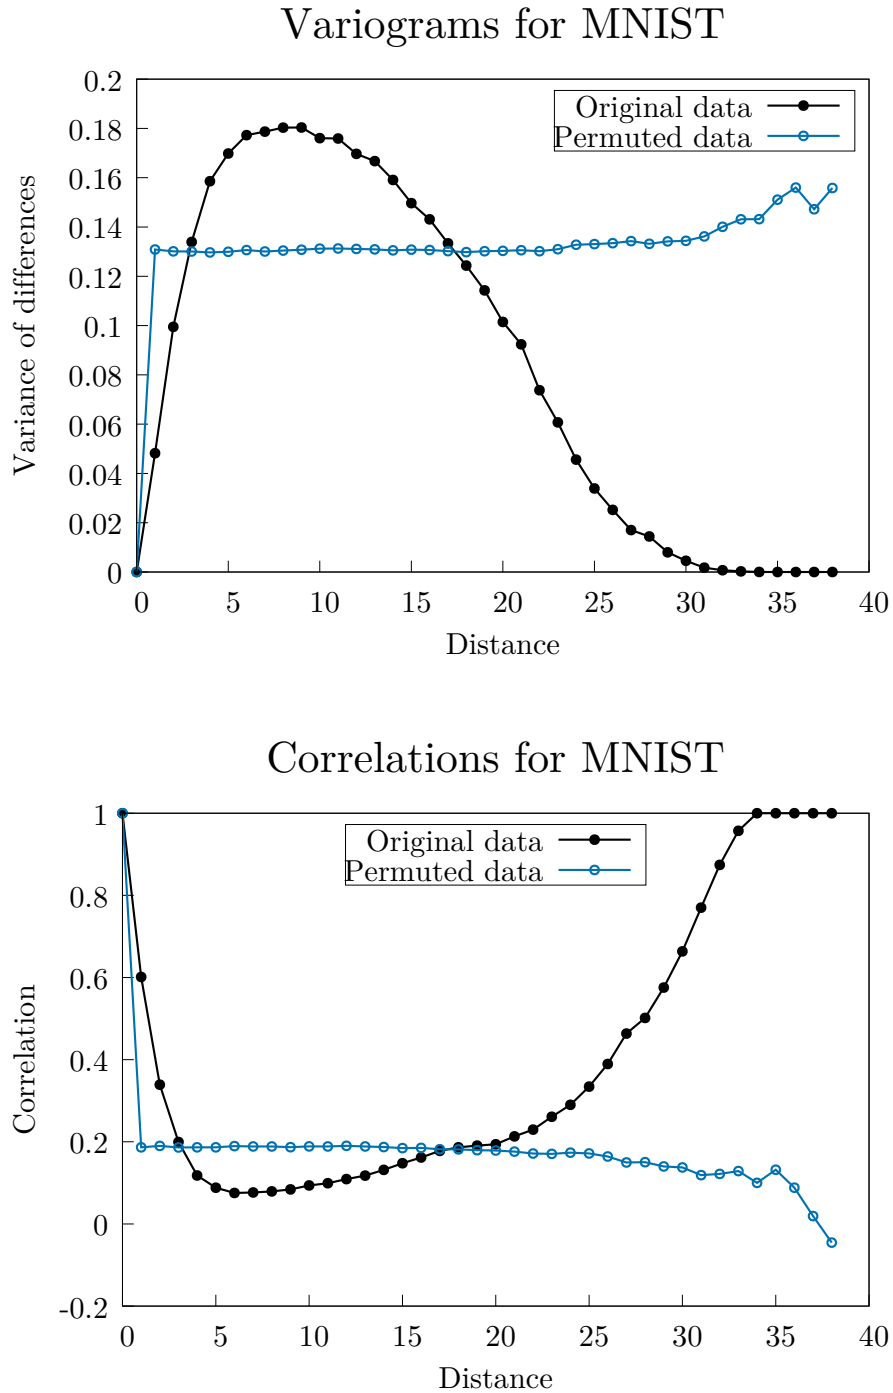 Variograms for MNIST
0.2
0.18
0.16
0.14
0.12
0.1
0.08
0.06
0.04
0.02
0
Variance of differences
Original data
Permuted data
0 5 10 15 20 25 30 35 40
Distance
Correlations for MNIST
1
0.8
0.6
0.4
0.2
0
-0.2
Correlation
Original data
Permuted data
0 5 10 15 20 25 30 35 40
Distance